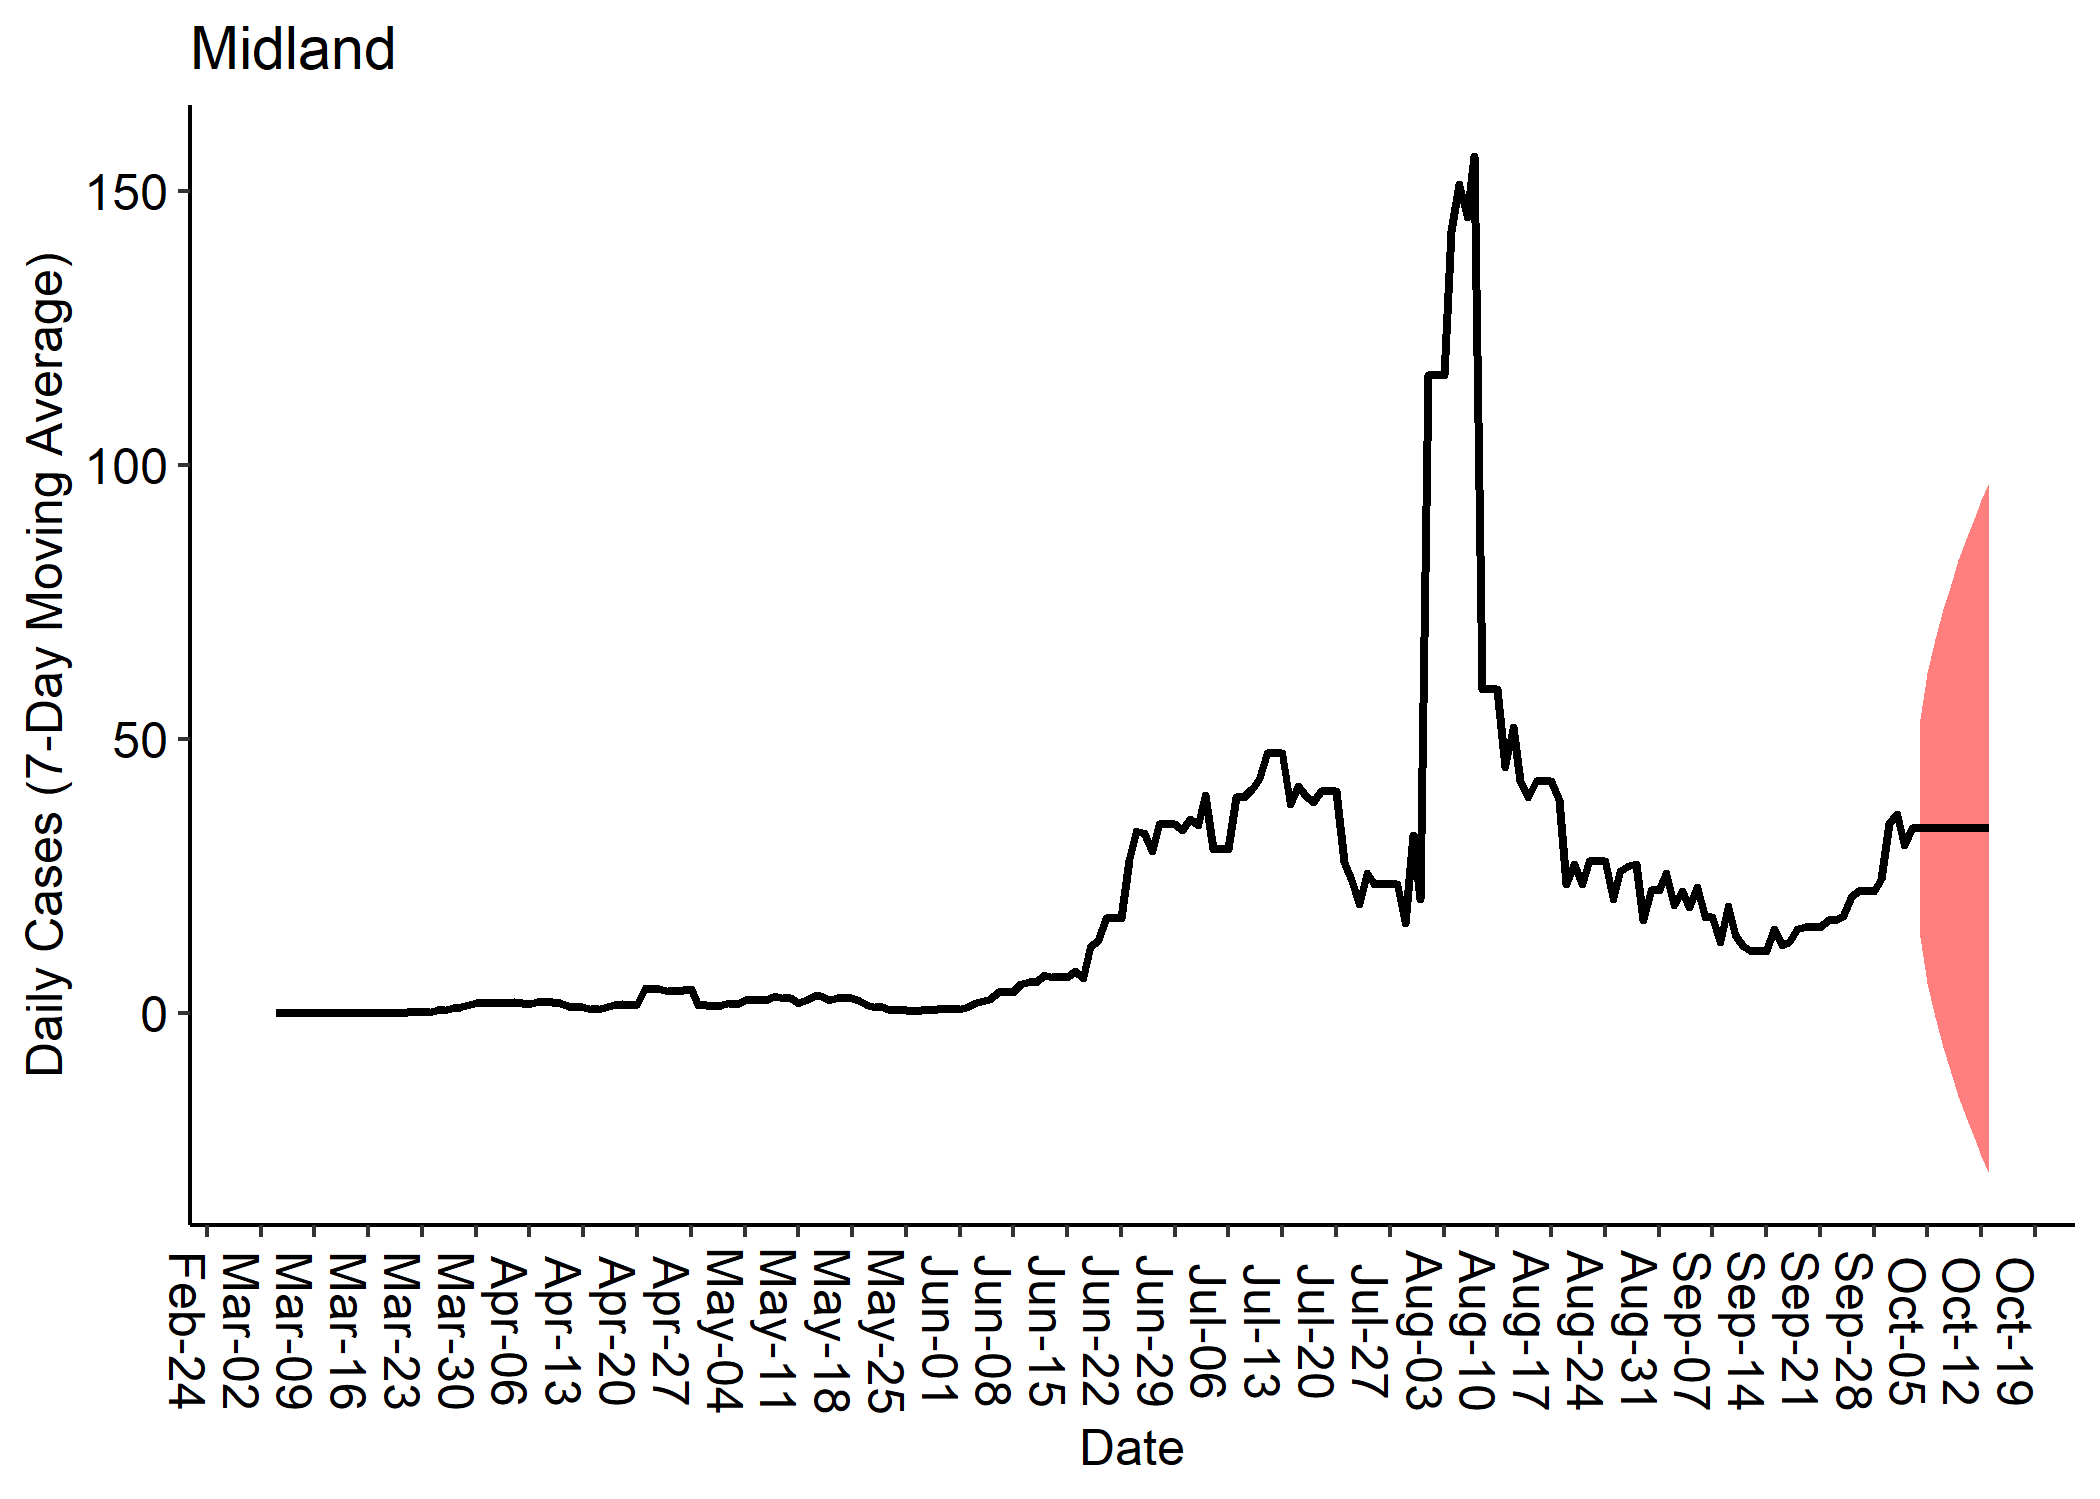 Midland
Daily Cases (7-Day Moving Average)
150
100
50
0
Feb-24
Mar-02
Mar-09
Mar-16
Mar-23
Mar-30
Apr-06
Apr-13
Apr-20
Apr-27
May-04
May-11
May-18
May-25
Jun-01
Jun-08
Jun-15
Jun-22
Jun-29
Jul-06
Jul-13
Jul-20
Jul-27
Aug-03
Aug-10
Aug-17
Aug-24
Aug-31
Sep-07
Sep-14
Sep-21
Sep-28
Oct-05
Oct-12
Oct-19
Date